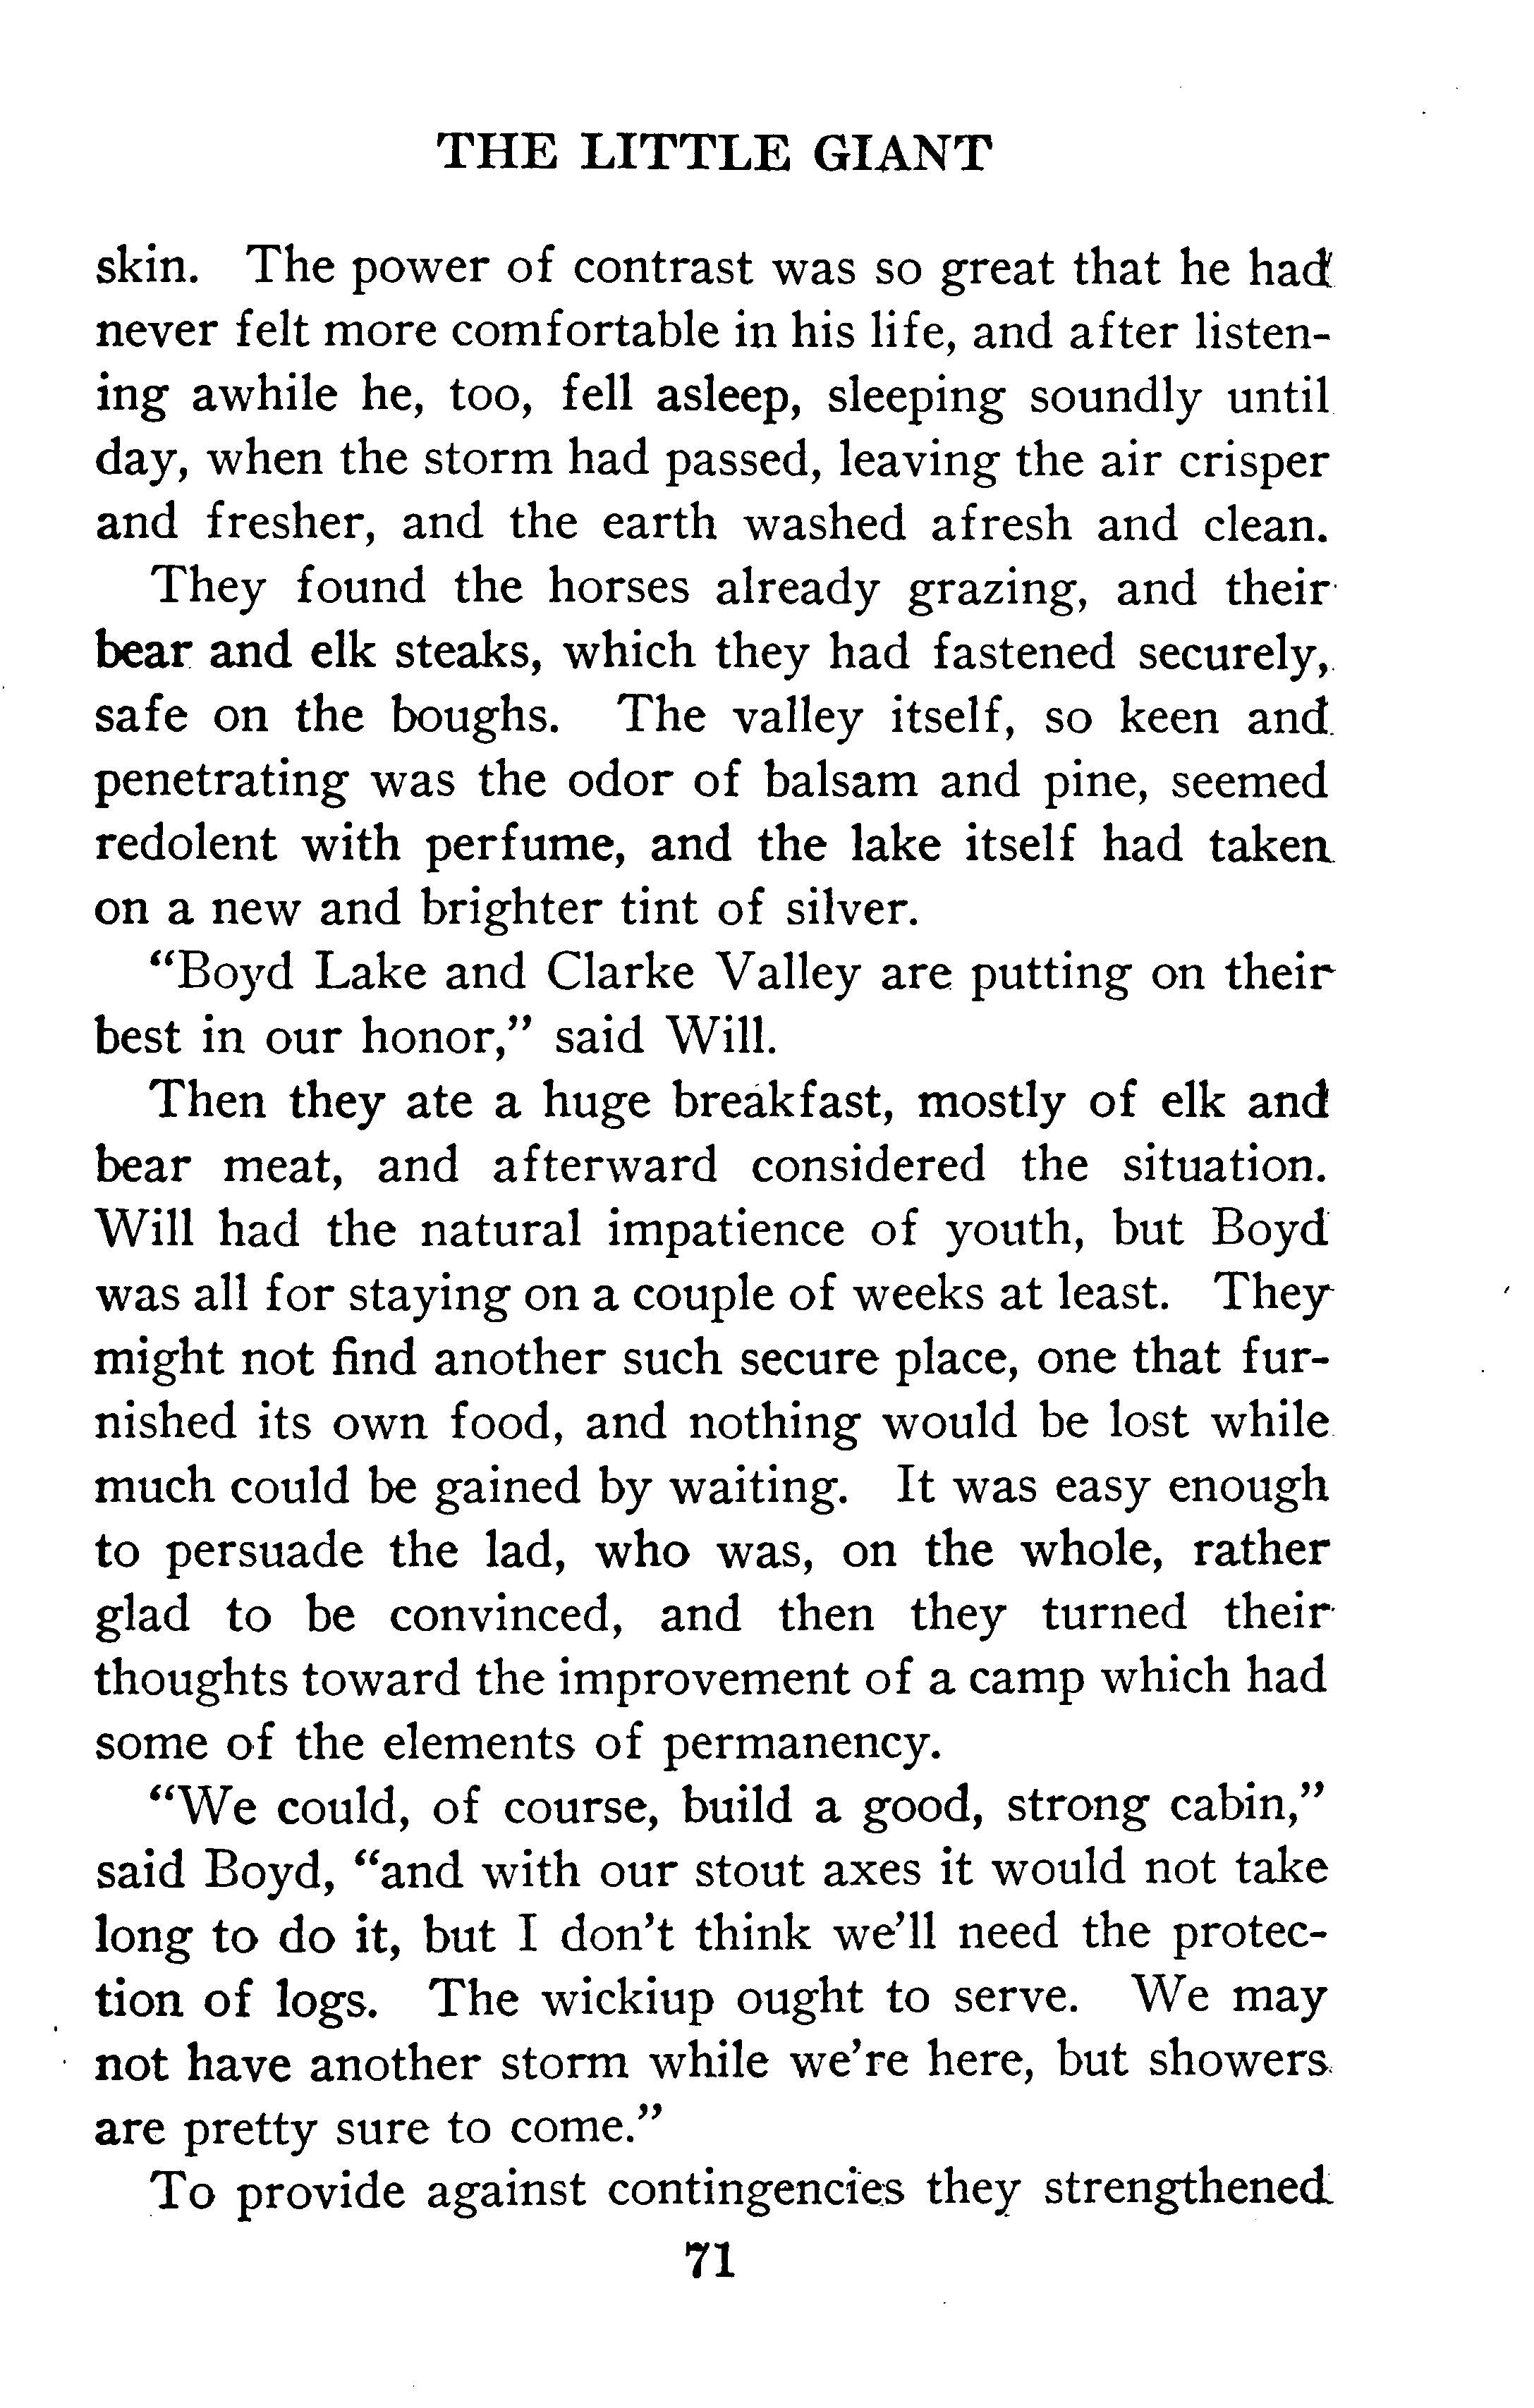 THE LITTLE GIANT
skin. The power of contrast was so great that he had
never felt more comfortable in his life, and after listen-
ing awhile he, too, fell asleep, sleeping soundly until
day, when the storm had passed, leaving the air crisper
and fresher, and the earth washed afresh and clean.
They found the horses already grazing, and their
bear and elk steaks, which they had fastened securely,
safe on the boughs. The valley itself, so keen and
penetrating was the odor of balsam and pine, seemed
redolent with perfume, and the lake itself had taken
on a new and brighter tint of silver.
“Boyd Lake and Clarke Valley are putting on their
best in our honor,” said Will.
Then they ate a huge breakfast, mostly of elk and
bear meat, and afterward considered the situation.
Will had the natural impatience of youth, but Boyd
was all for staying on a couple of weeks at least. They
might not find another such secure place, one that fur-
nished its own food, and nothing would be lost while
much could be gained by waiting. It was easy enough
to persuade the lad, who was, on the whole, rather
glad to be convinced, and then they turned their
thoughts toward the improvement of a camp which had
some of the elements of permanency.
“We could, of course, build a good, strong cabin,”
said Boyd, “and with our stout axes it would not take
long to do it, but I don’t think we’ll need the protec-
tion of logs. The wickiup ought to serve. We may
not have another storm while we’re here, but showers
are pretty sure to come.”
To provide against contingencies they strengthened
71